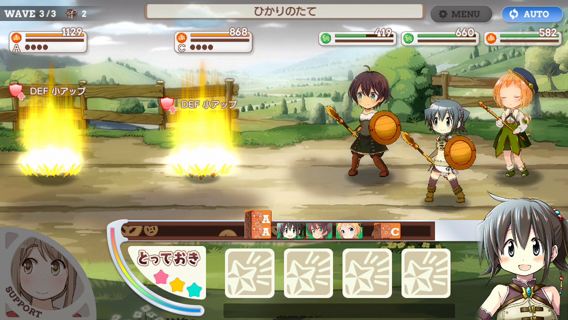 WAVE 3/3
2
ひかりのたて
MENU
AUTO
1129
A
868
C
419
660
582
DEF 小アップ
DEF 小アップ
A
A
C
とっておき
SUPPORT